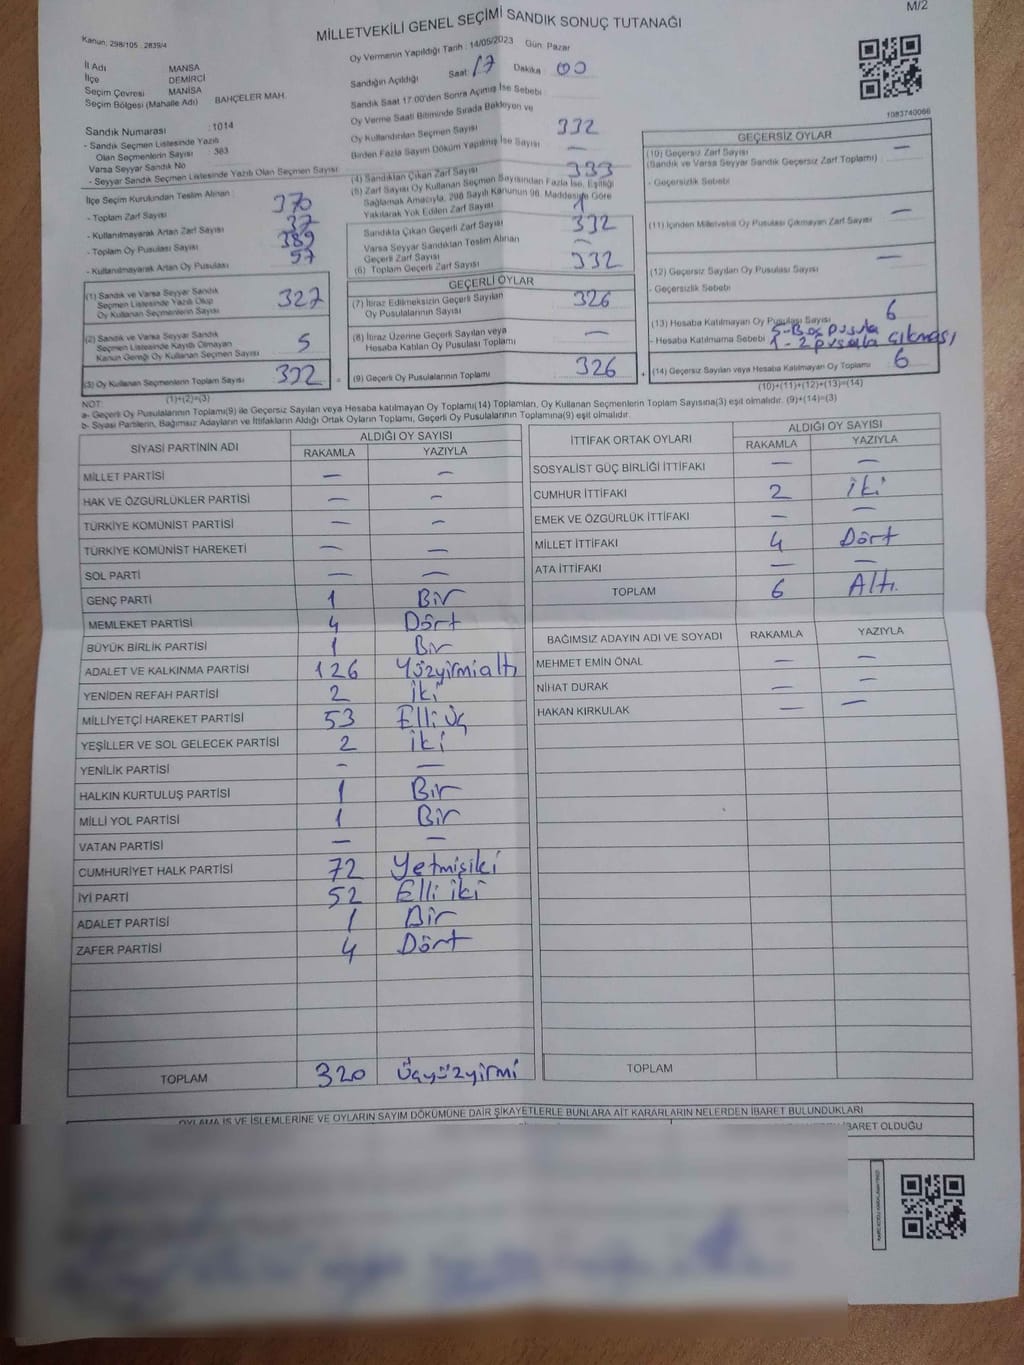 M/2
MİLLETVEKİLİ GENEL SEÇİMİ SANDIK SONUÇ TUTANAĞI
Kanun: 298/105, 2839/4
İl Adı MANSA
İlçe DEMİRCİ
Seçim Çevresi MANİSA
Seçim Bölgesi (Mahalle Adı) BAHÇELER MAH.
Sandık Numarası : 1014
- Sandık Seçmen Listesinde Yazılı
Olan Seçmenlerin Sayısı : 383
Varsa Seyyar Sandık No
- Seyyar Sandık Seçmen Listesinde Yazılı Olan Seçmen Sayısı
İlçe Seçim Kurulundan Teslim Alınan :
- Toplam Zarf Sayısı 370
- Kullanılmayarak Artan Zarf Sayısı 37
- Toplam Oy Pusulası Sayısı 389
- Kullanılmayarak Artan Oy Pusulası 57
(1) Sandık ve Varsa Seyyar Sandık
Seçmen Listesinde Yazılı Olup
Oy Kullanan Seçmenlerin Sayısı 327
(2) Sandık ve Varsa Seyyar Sandık
Seçmen Listesinde Kayıtlı Olmayan
Kanun Gereği Oy Kullanan Seçmen Sayısı 5
(3) Oy Kullanan Seçmenlerin Toplam Sayısı 332
(1)+(2)=(3)
Oy Vermenin Yapıldığı Tarih : 14/05/2023 Gün: Pazar
Sandığın Açıldığı Saat 17 Dakika 00
Sandık Saat 17:00'den Sonra Açılmış İse Sebebi
Oy Verme Saati Bitiminde Sırada Bekleyen ve
Oy Kullandırılan Seçmen Sayısı 332
Birden Fazla Sayım Döküm Yapılmış İse Sayısı —
(4) Sandıktan Çıkan Zarf Sayısı 333
(5) Zarf Sayısı Oy Kullanan Seçmen Sayısından Fazla İse, Eşitliği
Sağlamak Amacıyla, 298 Sayılı Kanunun 98. Maddesine Göre
Yakılarak Yok Edilen Zarf Sayısı 1
Sandıkta Çıkan Geçerli Zarf Sayısı 332
Varsa Seyyar Sandıktan Teslim Alınan
Geçerli Zarf Sayısı —
(6) Toplam Geçerli Zarf Sayısı 332
GEÇERLİ OYLAR
(7) İtiraz Edilmeksizin Geçerli Sayılan
Oy Pusulalarının Sayısı 326
(8) İtiraz Üzerine Geçerli Sayılan veya
Hesaba Katılan Oy Pusulası Toplamı —
(9) Geçerli Oy Pusulalarının Toplamı 326
1083740066
GEÇERSİZ OYLAR
(10) Geçersiz Zarf Sayısı
(Sandık ve Varsa Seyyar Sandık Geçersiz Zarf Toplamı) —
- Geçersizlik Sebebi
(11) İçinden Milletvekili Oy Pusulası Çıkmayan Zarf Sayısı —
(12) Geçersiz Sayılan Oy Pusulası Sayısı —
- Geçersizlik Sebebi
(13) Hesaba Katılmayan Oy Pusulası Sayısı 6
- Hesaba Katılmama Sebebi 5-Boş pusula
1-2 pusula çıkması
(14) Geçersiz Sayılan veya Hesaba Katılmayan Oy Toplamı 6
(10)+(11)+(12)+(13)=(14)
NOT:
a- Geçerli Oy Pusulalarının Toplamı(9) ile Geçersiz Sayılan veya Hesaba katılmayan Oy Toplamı(14) Toplamları, Oy Kullanan Seçmenlerin Toplam Sayısına(3) eşit olmalıdır. (9)+(14)=(3)
b- Siyasi Partilerin, Bağımsız Adayların ve İttifakların Aldığı Ortak Oyların Toplamı, Geçerli Oy Pusulalarının Toplamına(9) eşit olmalıdır.
SİYASİ PARTİNİN ADI ALDIĞI OY SAYISI
RAKAMLA YAZIYLA
MİLLET PARTİSİ — —
HAK VE ÖZGÜRLÜKLER PARTİSİ — —
TÜRKİYE KOMÜNİST PARTİSİ — —
TÜRKİYE KOMÜNİST HAREKETİ — —
SOL PARTİ — —
GENÇ PARTİ 1 Bir
MEMLEKET PARTİSİ 4 Dört
BÜYÜK BİRLİK PARTİSİ 1 Bir
ADALET VE KALKINMA PARTİSİ 126 Yüzyirmialtı
YENİDEN REFAH PARTİSİ 2 İki
MİLLİYETÇİ HAREKET PARTİSİ 53 Elli Üç
YEŞİLLER VE SOL GELECEK PARTİSİ 2 İki
YENİLİK PARTİSİ - —
HALKIN KURTULUŞ PARTİSİ 1 Bir
MİLLİ YOL PARTİSİ 1 Bir
VATAN PARTİSİ — —
CUMHURİYET HALK PARTİSİ 72 Yetmişiki
İYİ PARTİ 52 Elli iki
ADALET PARTİSİ 1 Bir
ZAFER PARTİSİ 4 Dört
TOPLAM 320 Üçyüzyirmi
İTTİFAK ORTAK OYLARI ALDIĞI OY SAYISI
RAKAMLA YAZIYLA
SOSYALİST GÜÇ BİRLİĞİ İTTİFAKI — —
CUMHUR İTTİFAKI 2 İki
EMEK VE ÖZGÜRLÜK İTTİFAKI — —
MİLLET İTTİFAKI 4 Dört
ATA İTTİFAKI — —
TOPLAM 6 Altı.
BAĞIMSIZ ADAYIN ADI VE SOYADI RAKAMLA YAZIYLA
MEHMET EMİN ÖNAL — —
NİHAT DURAK — —
HAKAN KIRKULAK — —
TOPLAM
OYLAMA İŞ VE İŞLEMLERİNE VE OYLARIN SAYIM DÖKÜMÜNE DAİR ŞİKAYETLERLE BUNLARA AİT KARARLARIN NELERDEN İBARET BULUNDUKLARI
İBARET OLDUĞU